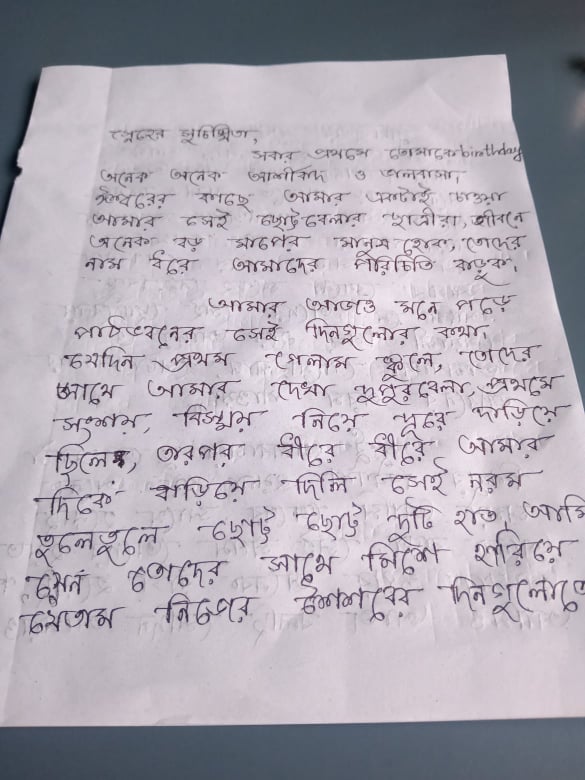 স্নেহের সুচিস্মিতা,
সবার প্রথমে তোমাকে birthday
অনেক অনেক আশীর্বাদ ও ভালবাসা,
ঈশ্বরের কাছে আমার একটাই চাওয়া
আমার সেই ছোট্টবেলার ছাত্রীরা, জীবনে
অনেক বড় মাপের মানুষ হোক, তোদের
নাম ধরে আমাদের পরিচিতি বাড়ুক,
আমার আজও মনে পড়ে
পাঠভবনের সেই দিনগুলোর কথা,
যেদিন প্রথম গেলাম স্কুলে, তোদের
সাথে আমার দেখা দুপুরবেলা, প্রথমে
সংশয়, বিস্ময় নিয়ে দূরে দাড়িয়ে
ছিলে, তারপর ধীরে ধীরে আমার
দিকে বাড়িয়ে দিলি সেই নরম
তুলেতুলে ছোট্ট ছোট্ট দুটি হাত, আমি
যেন তোদের সাথে মিশে হারিয়ে
যেতাম নিজের শৈশবের দিনগুলোতে